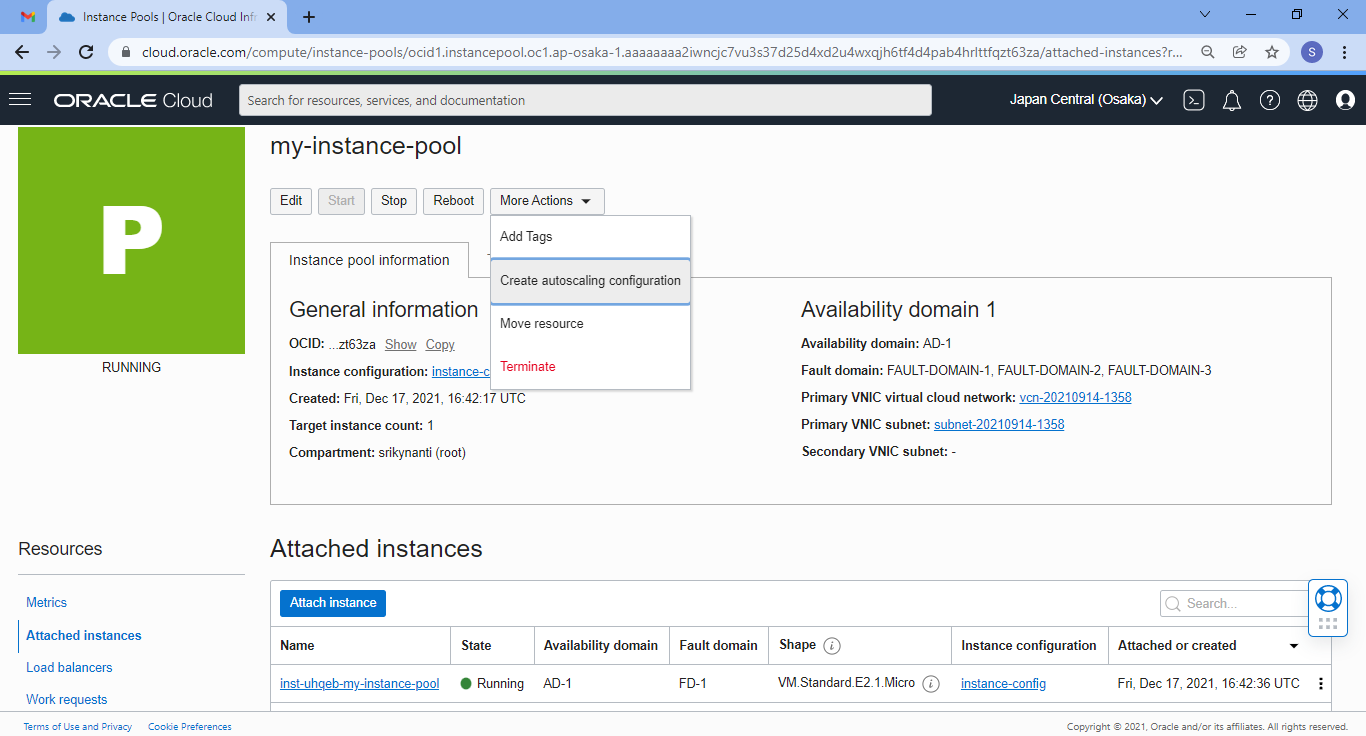 Instance Pools | Oracle Cloud Infr
cloud.oracle.com/compute/instance-pools/ocid1.instancepool.oc1.ap-osaka-1.aaaaaaaa2iwncjc7vu3s37d25d4xd2u4wxqjh6tf4d4pab4hrlttfqzt63za/attached-instances?r...
S
ORACLE Cloud
Search for resources, services, and documentation
Japan Central (Osaka)
P
RUNNING
my-instance-pool
Edit
Start
Stop
Reboot
More Actions
Add Tags
Create autoscaling configuration
Move resource
Terminate
Instance pool information
General information
OCID: ...zt63za Show Copy
Instance configuration: instance-c
Created: Fri, Dec 17, 2021, 16:42:17 UTC
Target instance count: 1
Compartment: srikynanti (root)
Availability domain 1
Availability domain: AD-1
Fault domain: FAULT-DOMAIN-1, FAULT-DOMAIN-2, FAULT-DOMAIN-3
Primary VNIC virtual cloud network: vcn-20210914-1358
Primary VNIC subnet: subnet-20210914-1358
Secondary VNIC subnet: -
Resources
Metrics
Attached instances
Load balancers
Work requests
Attached instances
Attach instance
Search...
Name State Availability domain Fault domain Shape Instance configuration Attached or created
inst-uhqeb-my-instance-pool Running AD-1 FD-1 VM.Standard.E2.1.Micro instance-config Fri, Dec 17, 2021, 16:42:36 UTC
Terms of Use and Privacy Cookie Preferences
Copyright © 2021, Oracle and/or its affiliates. All rights reserved.